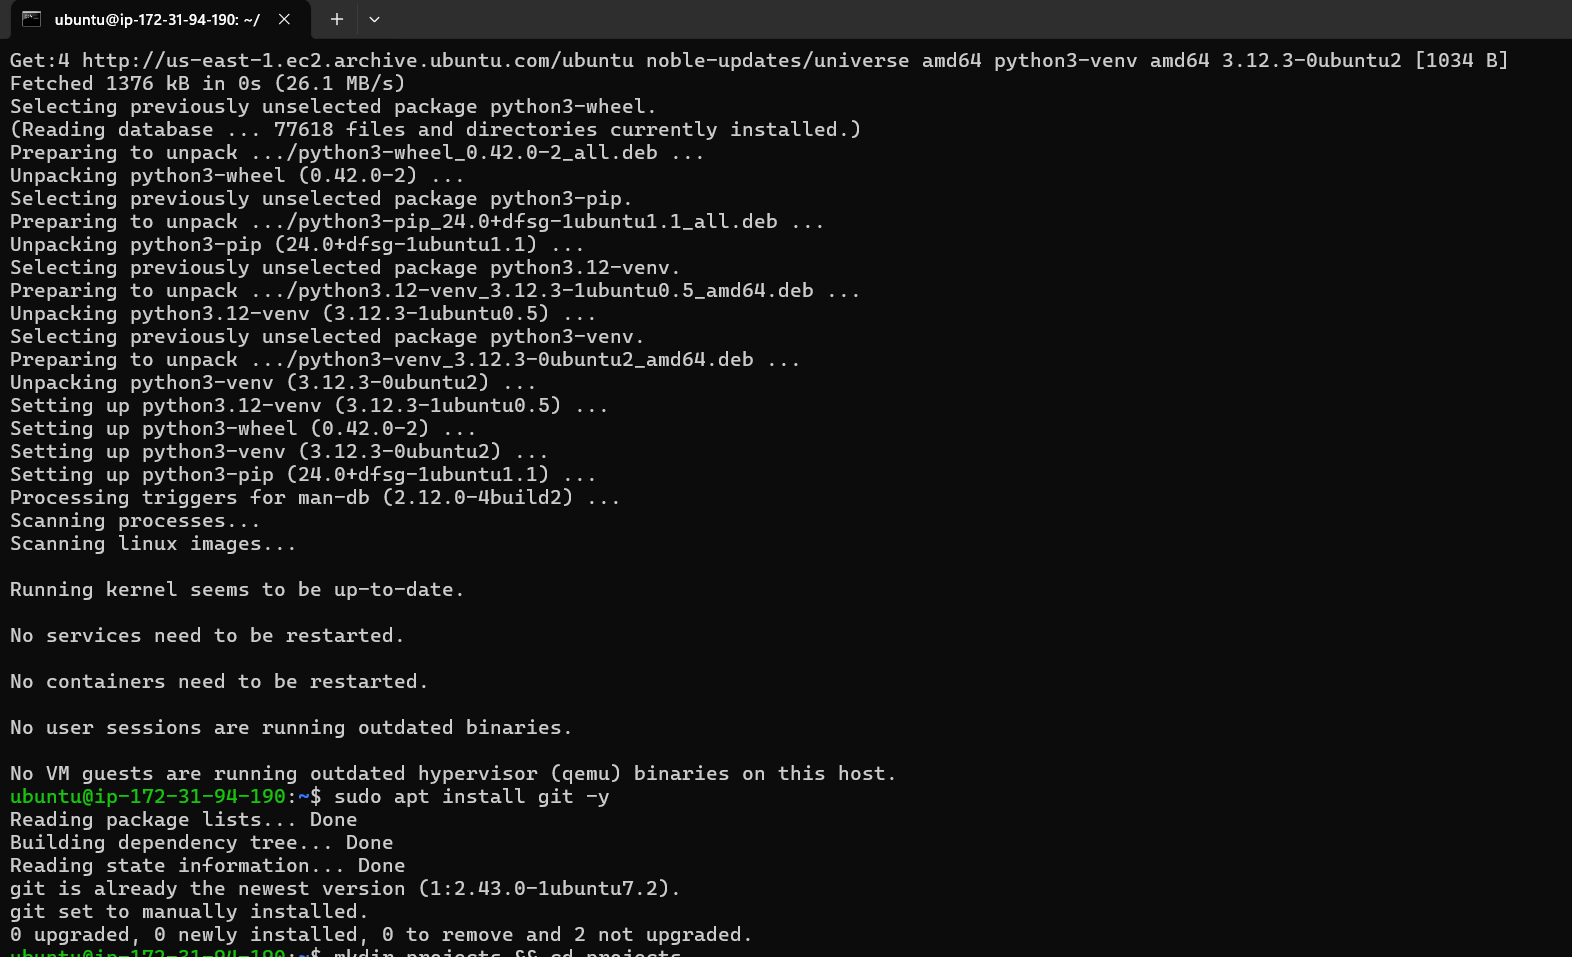 ubuntu@ip-172-31-94-190: ~/
Get:4 http://us-east-1.ec2.archive.ubuntu.com/ubuntu noble-updates/universe amd64 python3-venv amd64 3.12.3-0ubuntu2 [1034 B]
Fetched 1376 kB in 0s (26.1 MB/s)
Selecting previously unselected package python3-wheel.
(Reading database ... 77618 files and directories currently installed.)
Preparing to unpack .../python3-wheel_0.42.0-2_all.deb ...
Unpacking python3-wheel (0.42.0-2) ...
Selecting previously unselected package python3-pip.
Preparing to unpack .../python3-pip_24.0+dfsg-1ubuntu1.1_all.deb ...
Unpacking python3-pip (24.0+dfsg-1ubuntu1.1) ...
Selecting previously unselected package python3.12-venv.
Preparing to unpack .../python3.12-venv_3.12.3-1ubuntu0.5_amd64.deb ...
Unpacking python3.12-venv (3.12.3-1ubuntu0.5) ...
Selecting previously unselected package python3-venv.
Preparing to unpack .../python3-venv_3.12.3-0ubuntu2_amd64.deb ...
Unpacking python3-venv (3.12.3-0ubuntu2) ...
Setting up python3.12-venv (3.12.3-1ubuntu0.5) ...
Setting up python3-wheel (0.42.0-2) ...
Setting up python3-venv (3.12.3-0ubuntu2) ...
Setting up python3-pip (24.0+dfsg-1ubuntu1.1) ...
Processing triggers for man-db (2.12.0-4build2) ...
Scanning processes...
Scanning linux images...
Running kernel seems to be up-to-date.
No services need to be restarted.
No containers need to be restarted.
No user sessions are running outdated binaries.
No VM guests are running outdated hypervisor (qemu) binaries on this host.
ubuntu@ip-172-31-94-190:~$ sudo apt install git -y
Reading package lists... Done
Building dependency tree... Done
Reading state information... Done
git is already the newest version (1:2.43.0-1ubuntu7.2).
git set to manually installed.
0 upgraded, 0 newly installed, 0 to remove and 2 not upgraded.
ubuntu@ip-172-31-94-190:~$ mkdir projects && cd projects